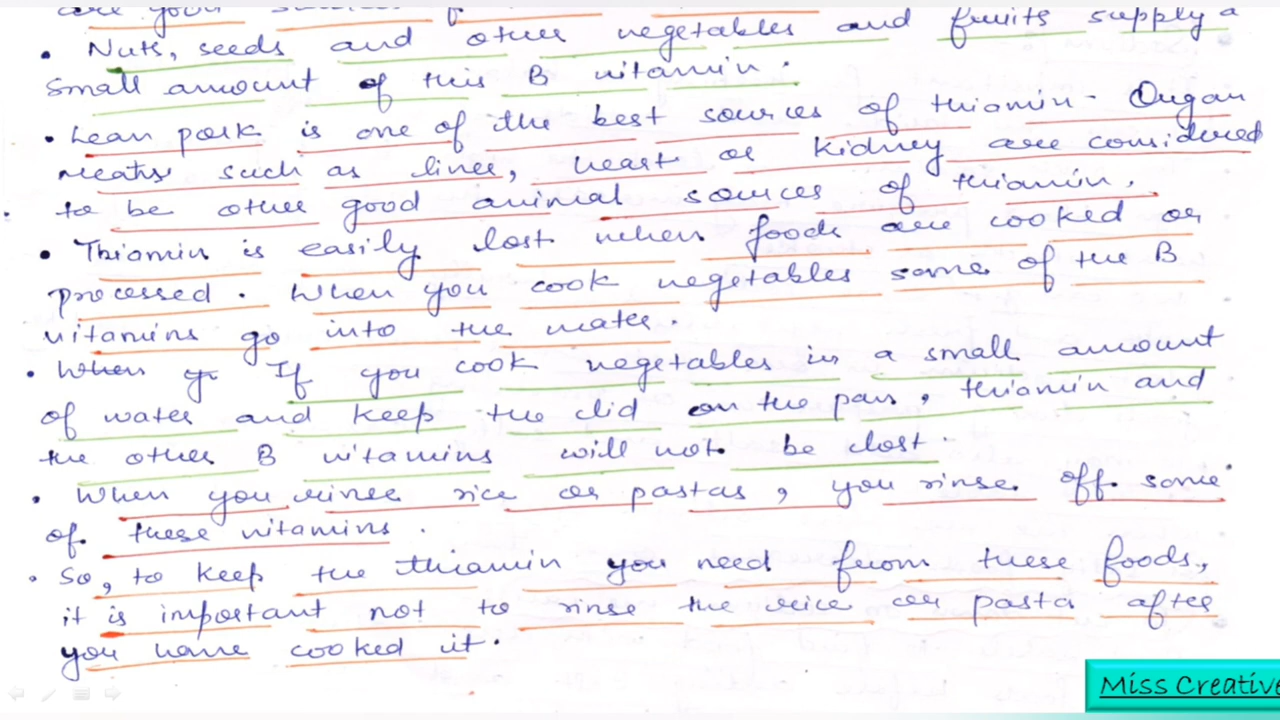 are good
• Nuts, seeds and other vegetables and fruits supply a
small amount of this B vitamin.
• Lean pork is one of the best sources of thiamin. Organ
meats such as liver, heart or kidney are considered
to be other good animal sources of thiamin.
• Thiamin is easily lost when foods are cooked or
processed. When you cook vegetables some of the B
vitamins go into the water.
• When yo If you cook vegetables in a small amount
of water and keep the lid on the pan, thiamin and
the other B vitamins will not be lost.
• When you rinse rice or pastas, you rinse off some
of these vitamins.
• So, to keep the thiamin you need from these foods,
it is important not to rinse the rice or pasta after
you have cooked it.
Miss Creative